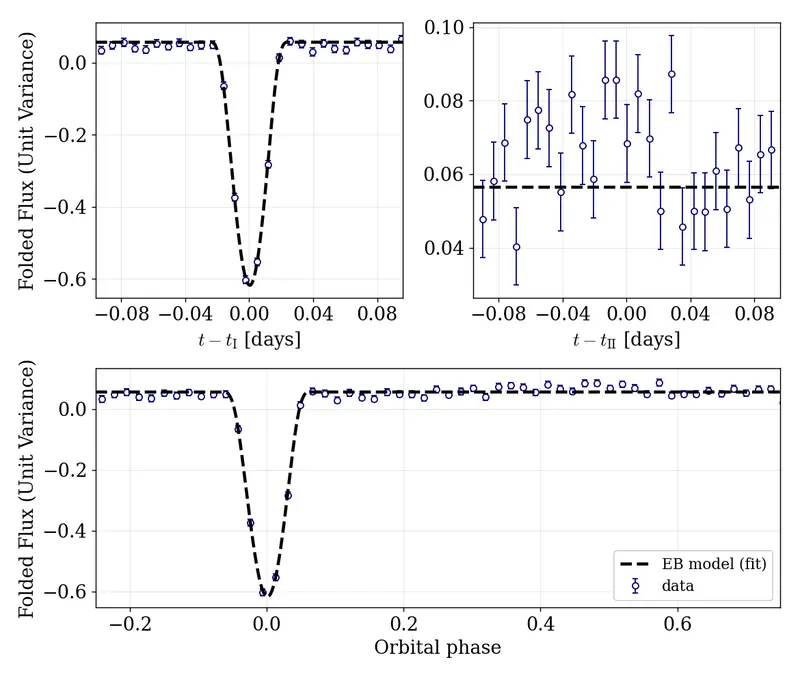 Folded Flux (Unit Variance)
0.0
−0.2
−0.4
−0.6
−0.08 −0.04 0.00 0.04 0.08
t − tI [days]
0.10
0.08
0.06
0.04
−0.08 −0.04 0.00 0.04 0.08
t − tII [days]
Folded Flux (Unit Variance)
0.0
−0.2
−0.4
−0.6
−0.2 0.0 0.2 0.4 0.6
Orbital phase
EB model (fit)
data